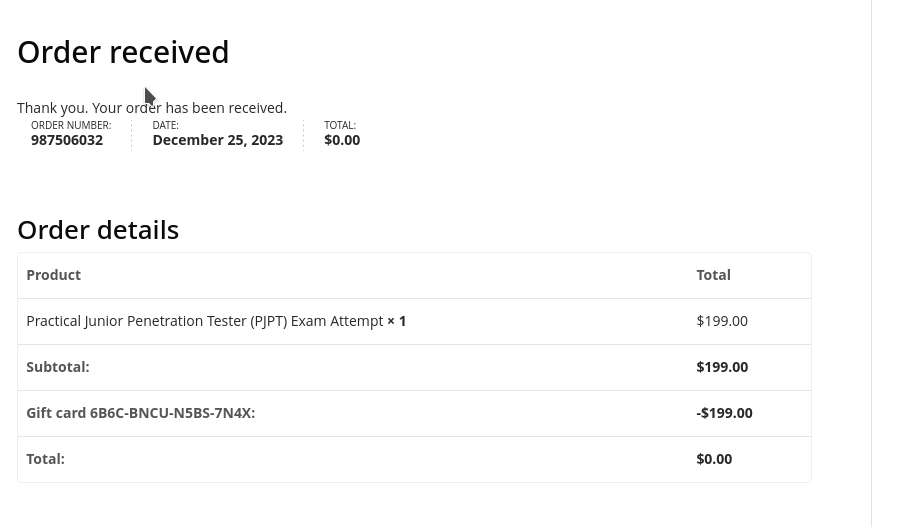 Order received
Thank you. Your order has been received.
ORDER NUMBER: DATE: TOTAL:
987506032 December 25, 2023 $0.00
Order details
Product Total
Practical Junior Penetration Tester (PJPT) Exam Attempt × 1 $199.00
Subtotal: $199.00
Gift card 6B6C-BNCU-N5BS-7N4X: -$199.00
Total: $0.00